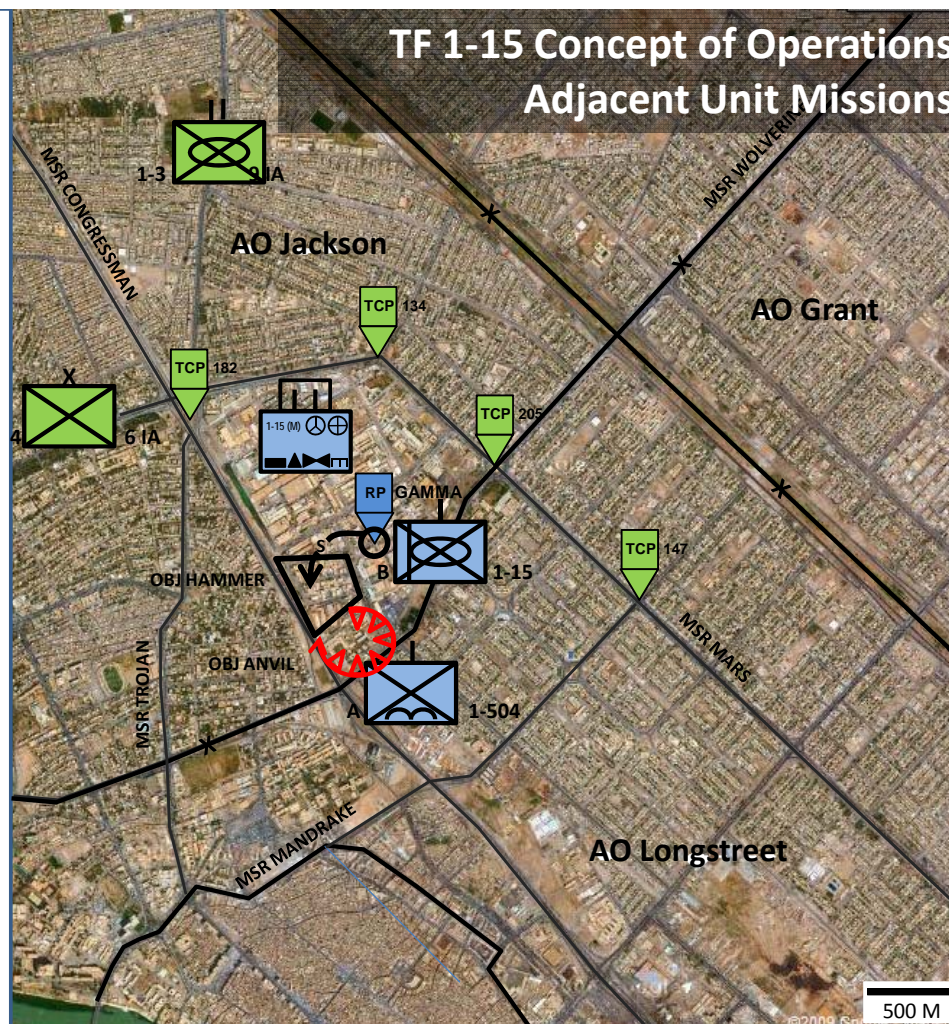 TF 1-15 Concept of Operations
Adjacent Unit Missions
MSR WOLVERIN
MSR CONGRESSMAN
1-3
9 IA
AO Jackson
AO Grant
TCP 134
TCP 182
4
6 IA
TCP 205
1-15 (M)
RP GAMMA
S
B
1-15
TCP 147
OBJ HAMMER
OBJ ANVIL
MSR TROJAN
MSR MARS
A
1-504
MSR MANDRAKE
AO Longstreet
500 M